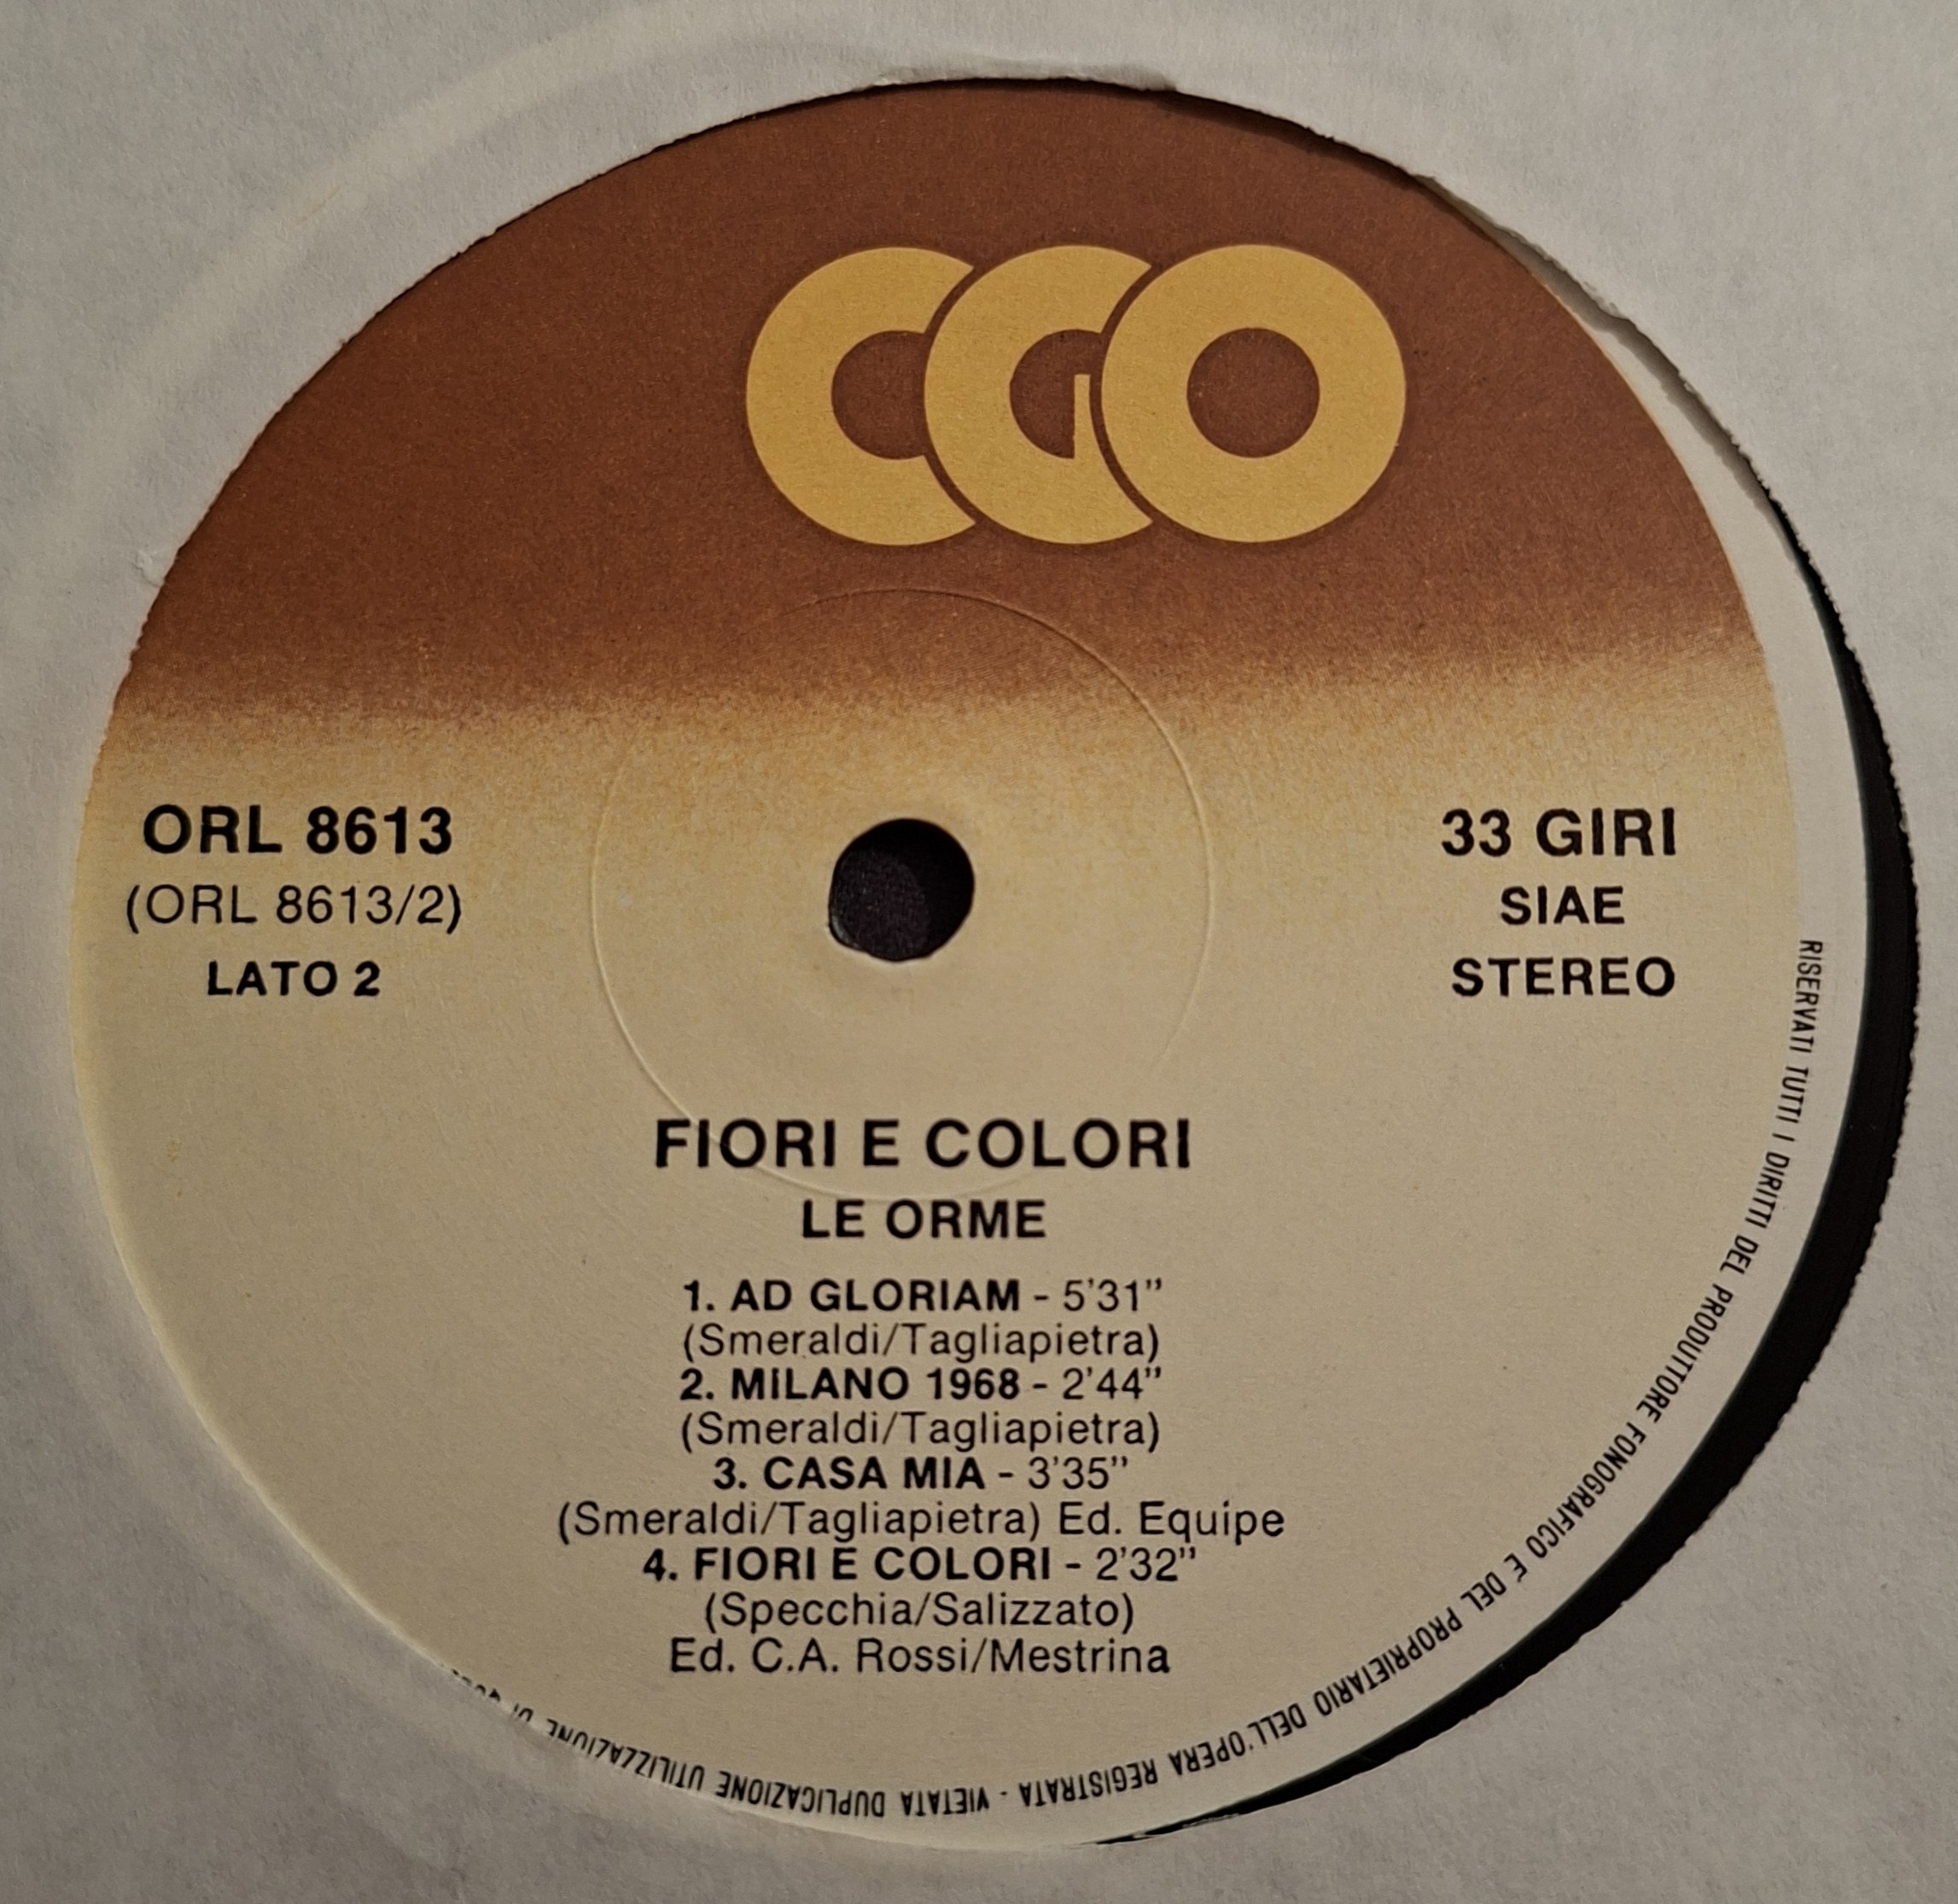 CGO
ORL 8613
(ORL 8613/2)
LATO 2
33 GIRI
SIAE
STEREO
FIORI E COLORI
LE ORME
1. AD GLORIAM - 5'31"
(Smeraldi/Tagliapietra)
2. MILANO 1968 - 2'44"
(Smeraldi/Tagliapietra)
3. CASA MIA - 3'35"
(Smeraldi/Tagliapietra) Ed. Equipe
4. FIORI E COLORI - 2'32"
(Specchia/Salizzato)
Ed. C.A. Rossi/Mestrina
RISERVATI TUTTI I DIRITTI DEL PRODUTTORE FONOGRAFICO E DEL PROPRIETARIO DELL'OPERA REGISTRATA - VIETATA DUPLICAZIONE UTILIZZAZIONE DI